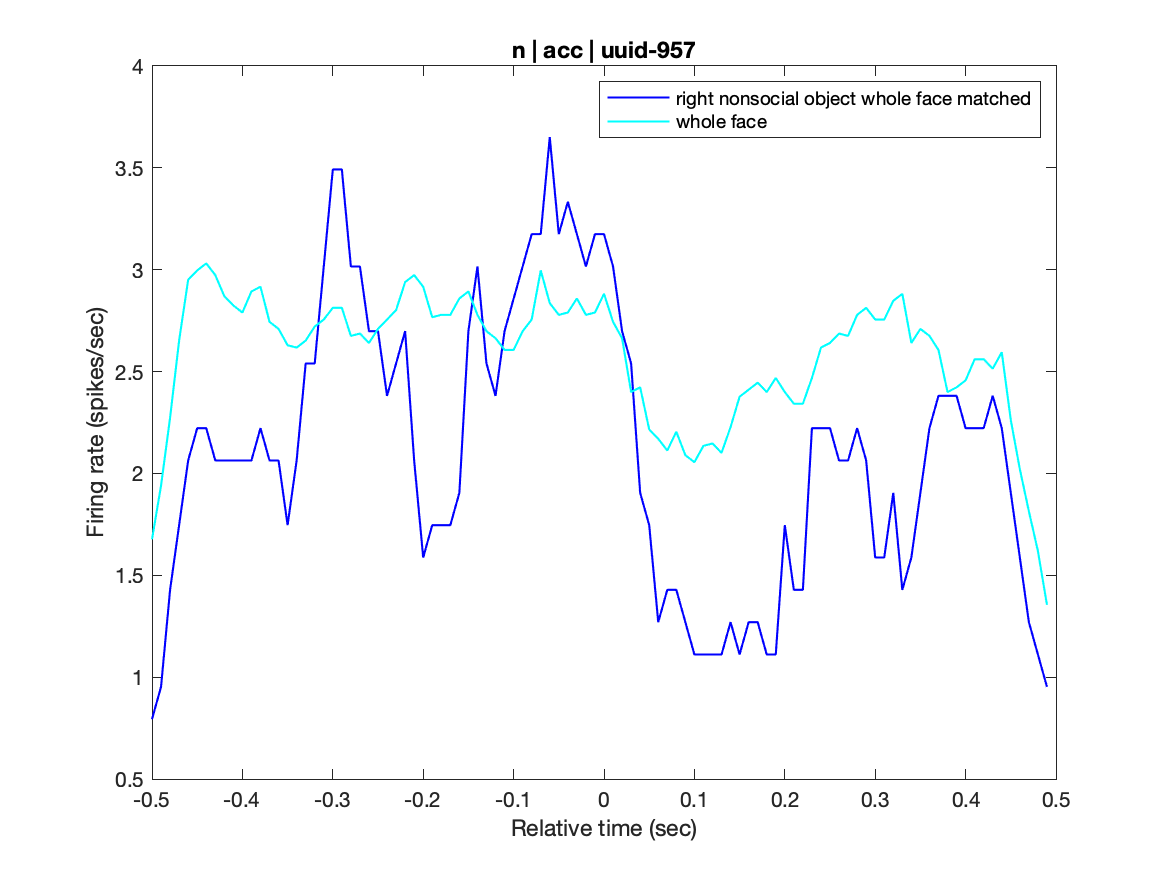 n | acc | uuid-957
right nonsocial object whole face matched
whole face
4
3.5
3
2.5
2
1.5
1
0.5
Firing rate (spikes/sec)
-0.5 -0.4 -0.3 -0.2 -0.1 0 0.1 0.2 0.3 0.4 0.5
Relative time (sec)